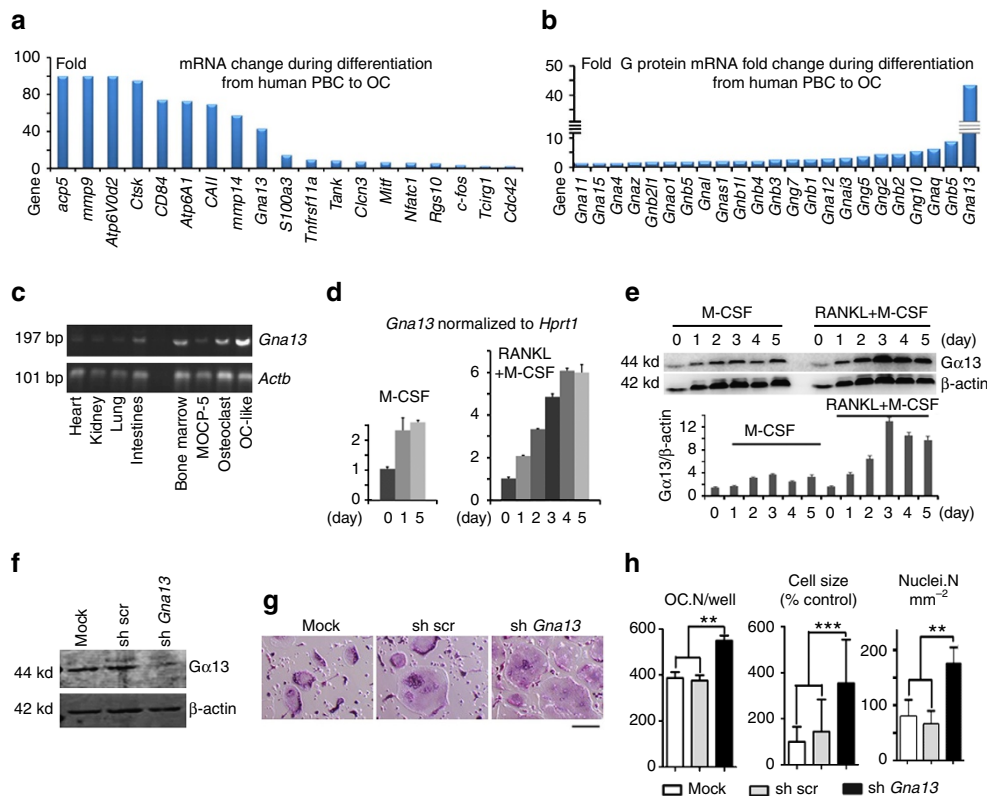 a
Fold
mRNA change during differentiation
from human PBC to OC
100
80
60
40
20
0
Gene
acp5
mmp9
Atp6V0d2
Ctsk
CD84
Atp6A1
CAII
mmp14
Gna13
S100a3
Tnfrsf11a
Tank
Clcn3
Mitf
Nfatc1
Rgs10
c-fos
Tcirg1
Cdc42
b
Fold G protein mRNA fold change during differentiation
from human PBC to OC
50
30
10
0
Gene
Gna11
Gna15
Gna4
Gnaz
Gnb2l1
Gnao1
Gnb5
Gnal
Gnas1
Gnb1l
Gnb4
Gnb3
Gng7
Gnb1
Gna12
Gnai3
Gng5
Gng2
Gnb2
Gng10
Gnaq
Gnb5
Gna13
c
197 bp
Gna13
101 bp
Actb
Heart
Kidney
Lung
Intestines
Bone marrow
MOCP-5
Osteoclast
OC-like
d
Gna13 normalized to Hprt1
M-CSF
2
1
0
(day) 0 1 5
RANKL
+M-CSF
6
4
2
0
(day) 0 1 2 3 4 5
e
M-CSF
RANKL+M-CSF
0 1 2 3 4 5 0 1 2 3 4 5 (day)
44 kd
Gα13
42 kd
β-actin
RANKL+M-CSF
M-CSF
Gα13/β-actin
12
8
4
0
0 1 2 3 4 5 0 1 2 3 4 5 (day)
f
Mock
sh scr
sh Gna13
44 kd
Gα13
42 kd
β-actin
g
Mock
sh scr
sh Gna13
h
OC.N/well
**
600
400
200
0
Cell size
(% control)
***
600
400
200
0
Nuclei.N
mm⁻²
**
200
100
0
Mock
sh scr
sh Gna13